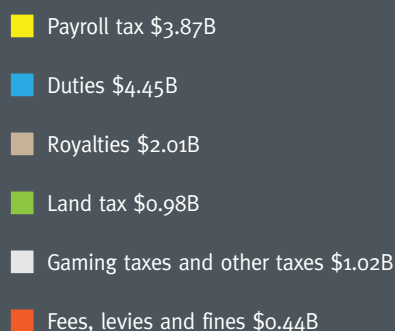 Payroll tax $3.87B
Duties $4.45B
Royalties $2.01B
Land tax $0.98B
Gaming taxes and other taxes $1.02B
Fees, levies and fines $0.44B